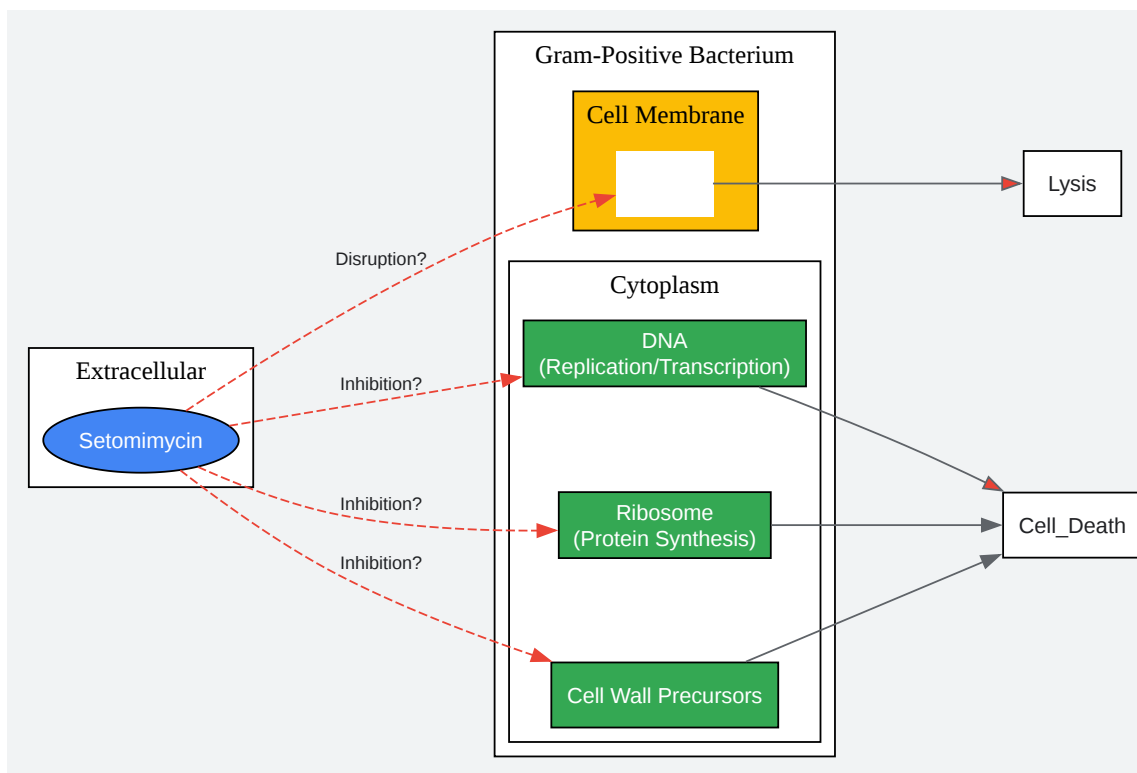 Gram-Positive Bacterium
Cell Membrane
Lysis
Disruption?
Cytoplasm
DNA
(Replication/Transcription)
Extracellular
Inhibition?
Setomimycin
Inhibition?
Ribosome
(Protein Synthesis)
Cell_Death
Inhibition?
Cell Wall Precursors